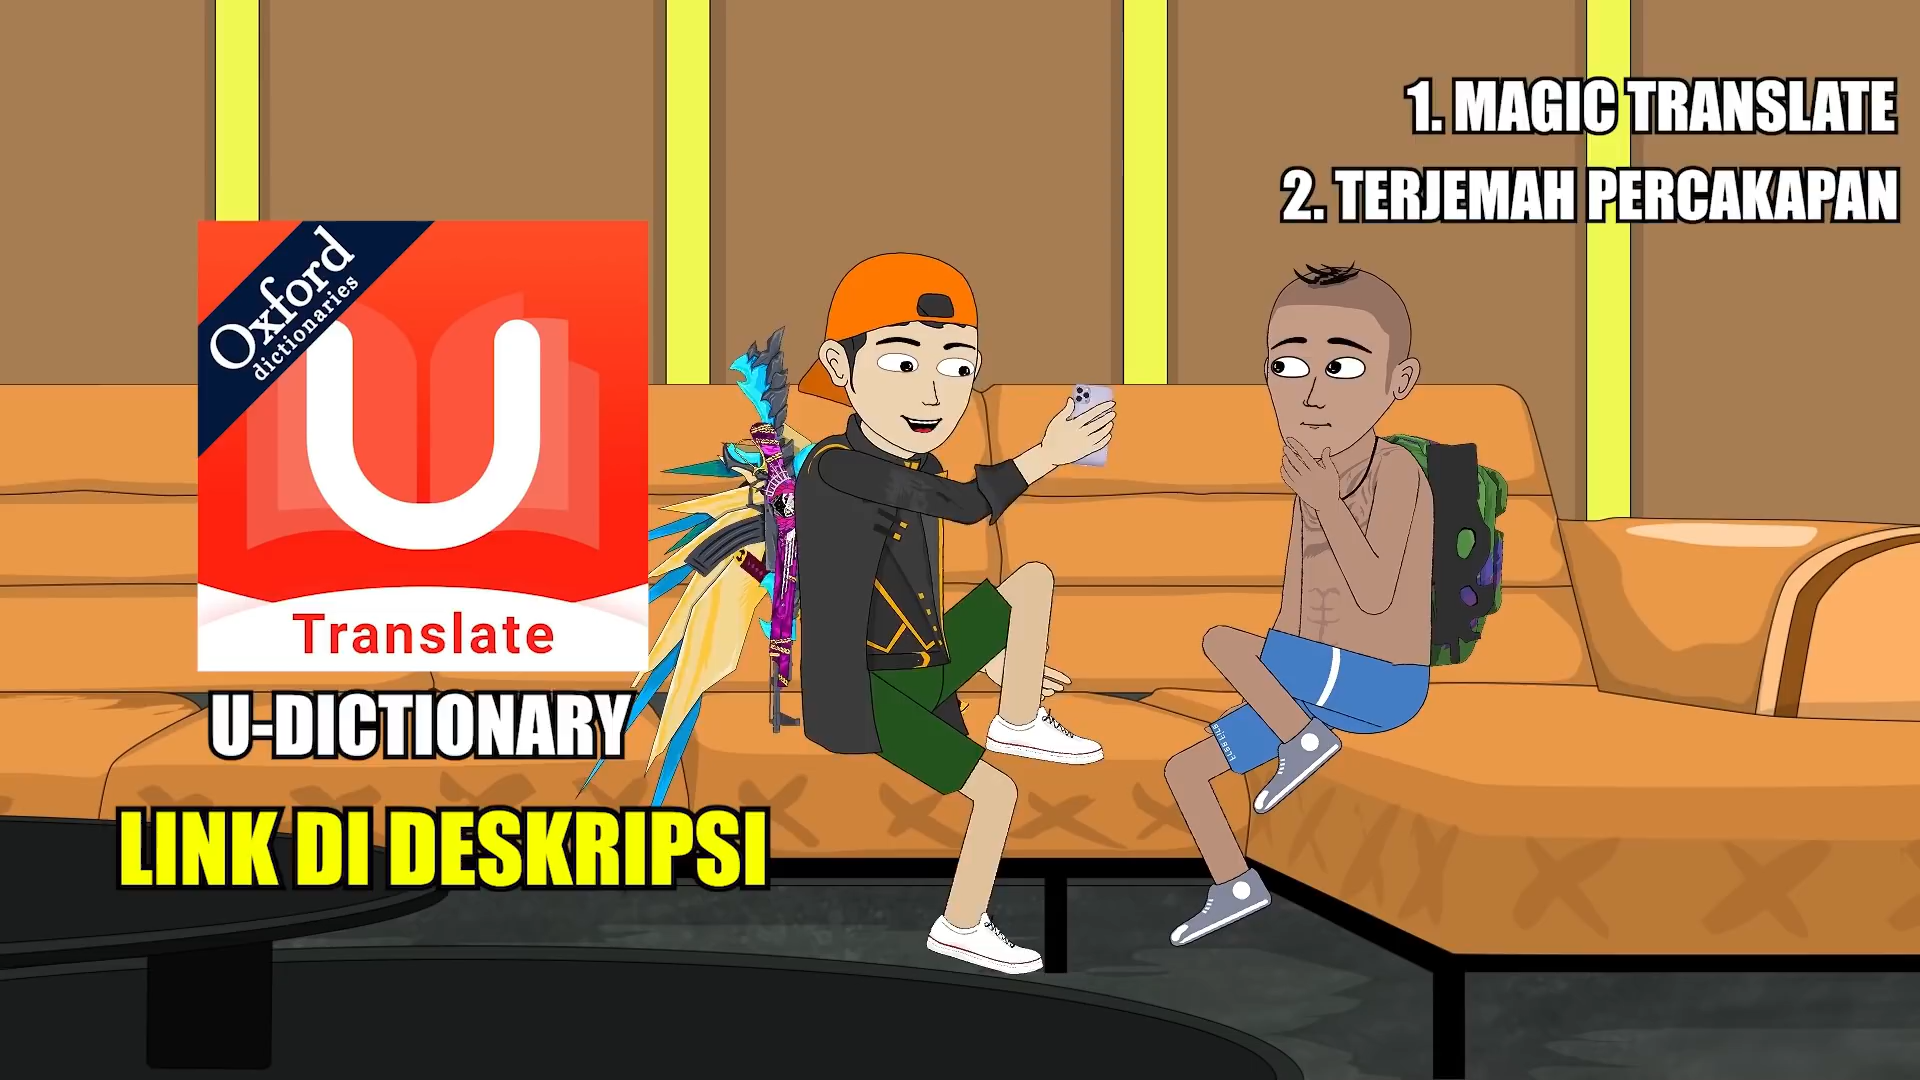 1. MAGIC TRANSLATE
2. TERJEMAH PERCAKAPAN
Oxford
dictionaries
Translate
U-DICTIONARY
LINK DI DESKRIPSI